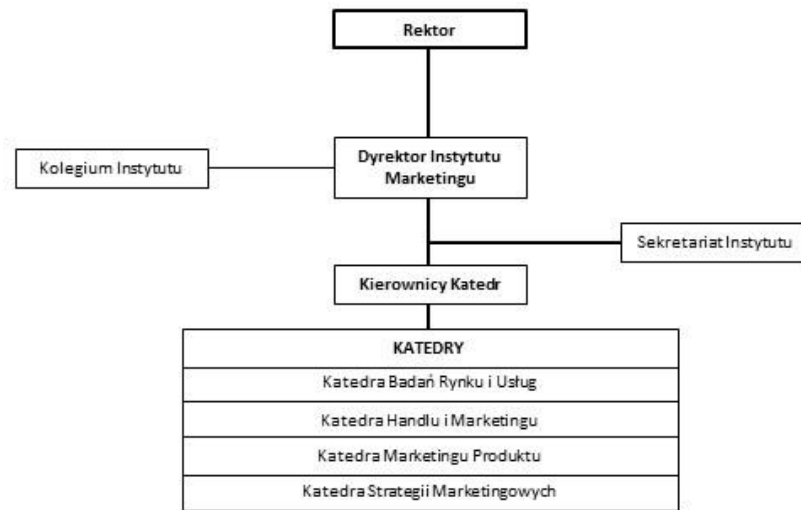 Rektor
Kolegium Instytutu
Dyrektor Instytutu
Marketingu
Sekretariat Instytutu
Kierownicy Katedr
KATEDRY
Katedra Badań Rynku i Usług
Katedra Handlu i Marketingu
Katedra Marketingu Produktu
Katedra Strategii Marketingowych